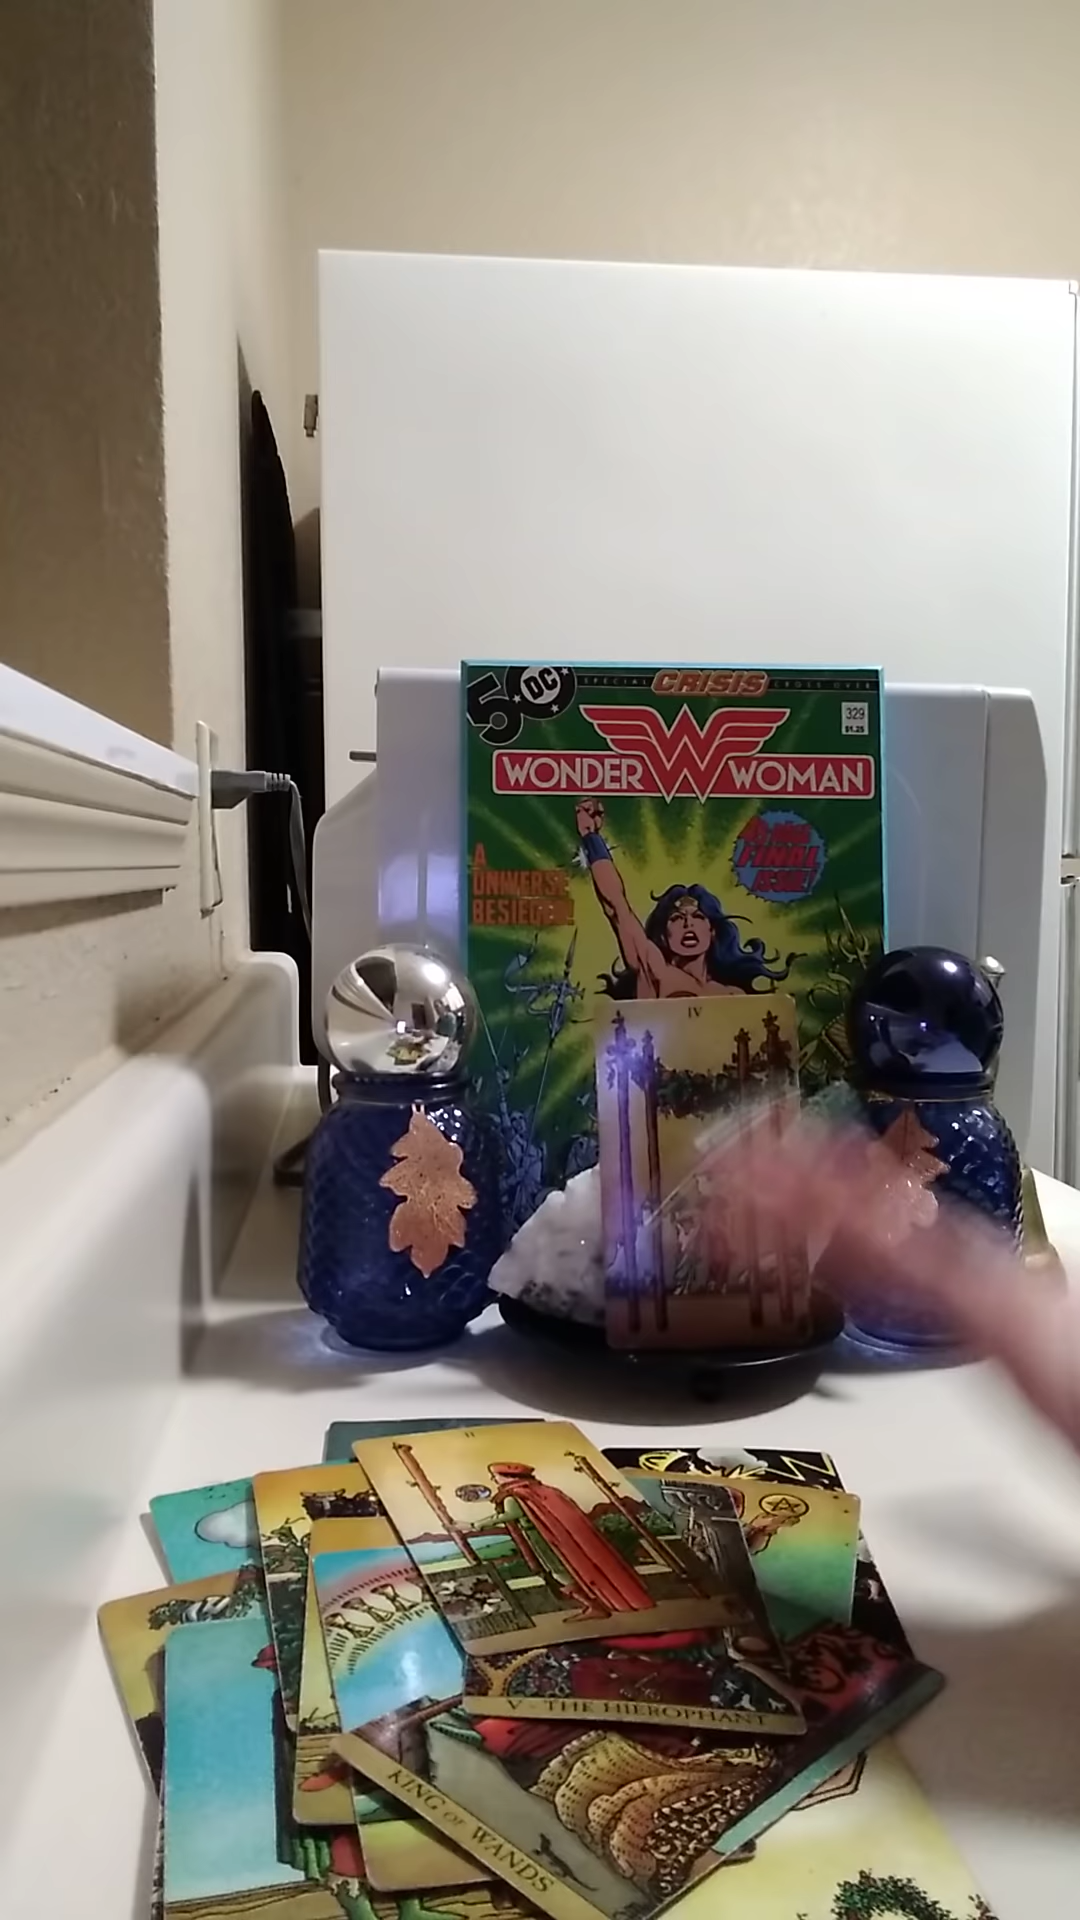 50 DC SPECIAL CRISIS CROSS-OVER
329
$1.25
WONDER WOMAN
A
UNIVERSE
BESIEGED!
FINAL
ISSUE!
IV
II
V - THE HIEROPHANT
KING OF WANDS